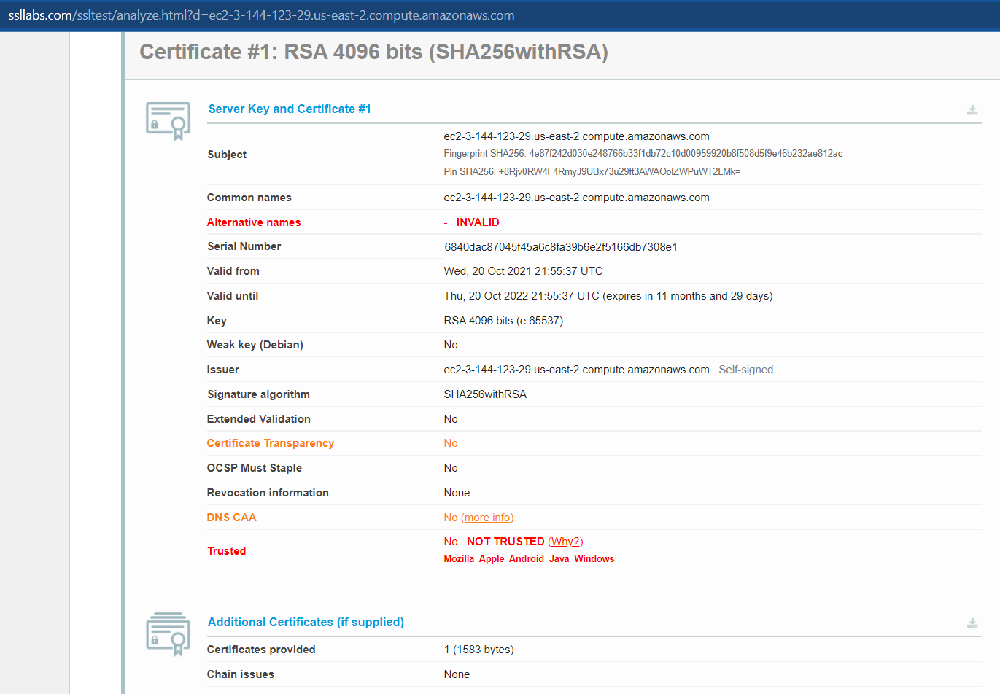 ssllabs.com/ssltest/analyze.html?d=ec2-3-144-123-29.us-east-2.compute.amazonaws.com
Certificate #1: RSA 4096 bits (SHA256withRSA)
Server Key and Certificate #1
Subject
ec2-3-144-123-29.us-east-2.compute.amazonaws.com
Fingerprint SHA256: 4e87f242d030e248766b33f1db72c10d00959920b8f508d5f9e46b232ae812ac
Pin SHA256: +8Rjv0RW4F4RmyJ9UBx73u29ft3AWAOolZWPuWT2LMk=
Common names ec2-3-144-123-29.us-east-2.compute.amazonaws.com
Alternative names - INVALID
Serial Number 6840dac87045f45a6c8fa39b6e2f5166db7308e1
Valid from Wed, 20 Oct 2021 21:55:37 UTC
Valid until Thu, 20 Oct 2022 21:55:37 UTC (expires in 11 months and 29 days)
Key RSA 4096 bits (e 65537)
Weak key (Debian) No
Issuer ec2-3-144-123-29.us-east-2.compute.amazonaws.com Self-signed
Signature algorithm SHA256withRSA
Extended Validation No
Certificate Transparency No
OCSP Must Staple No
Revocation information None
DNS CAA No (more info)
Trusted
No NOT TRUSTED (Why?)
Mozilla Apple Android Java Windows
Additional Certificates (if supplied)
Certificates provided 1 (1583 bytes)
Chain issues None